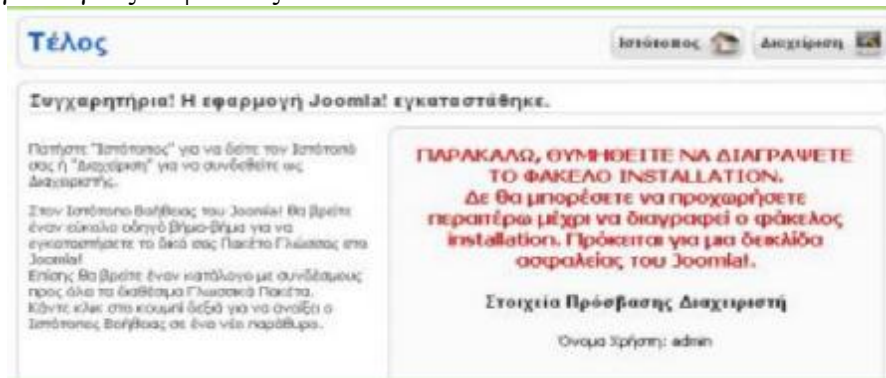 Τέλος
Ιστότοπος Διαχείριση
Συγχαρητήρια! Η εφαρμογή Joomla! εγκαταστάθηκε.
Πατήστε "Ιστότοπος" για να δείτε τον Ιστότοπό
σας ή "Διαχείριση" για να συνδεθείτε ως
Διαχειριστής.
Στον Ιστότοπο Βοήθειας του Joomla! θα βρείτε
έναν εύκολο οδηγό βήμα-βήμα για να
εγκαταστήσετε το δικό σας Πακέτο Γλώσσας στο
Joomla!
Επίσης θα βρείτε έναν κατάλογο με συνδέσμους
προς όλα τα διαθέσιμα Γλωσσικά Πακέτα.
Κάντε κλικ στο κουμπί δεξιά για να ανοίξει ο
Ιστότοπος Βοήθειας σε ένα νέο παράθυρο.
ΠΑΡΑΚΑΛΩ, ΘΥΜΗΘΕΙΤΕ ΝΑ ΔΙΑΓΡΑΨΕΤΕ
ΤΟ ΦΑΚΕΛΟ INSTALLATION.
Δε θα μπορέσετε να προχωρήσετε
περαιτέρω μέχρι να διαγραφεί ο φάκελος
installation. Πρόκειται για μια δεικλίδα
ασφαλείας του Joomla!.
Στοιχεία Πρόσβασης Διαχειριστή
Όνομα Χρήστη: admin